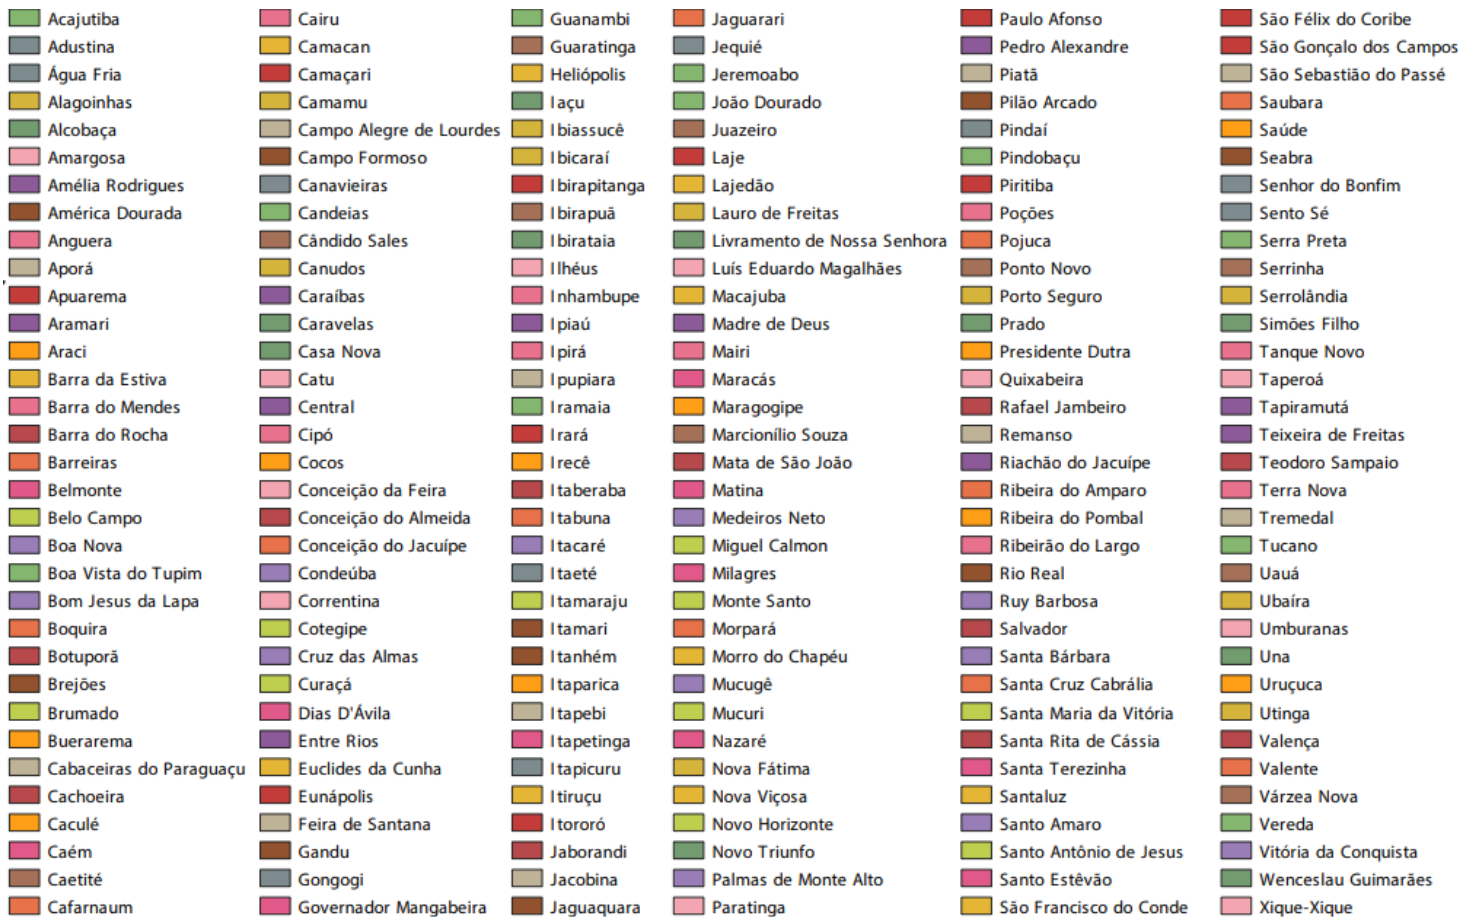 Acajutiba
Adustina
Água Fria
Alagoinhas
Alcobaça
Amargosa
Amélia Rodrigues
América Dourada
Anguera
Aporá
Apuarema
Aramari
Araci
Barra da Estiva
Barra do Mendes
Barra do Rocha
Barreiras
Belmonte
Belo Campo
Boa Nova
Boa Vista do Tupim
Bom Jesus da Lapa
Boquira
Botuporã
Brejões
Brumado
Buerarema
Cabaceiras do Paraguaçu
Cachoeira
Caculé
Caém
Caetité
Cafarnaum
Cairu
Camacan
Camaçari
Camamu
Campo Alegre de Lourdes
Campo Formoso
Canavieiras
Candeias
Cândido Sales
Canudos
Caraíbas
Caravelas
Casa Nova
Catu
Central
Cipó
Cocos
Conceição da Feira
Conceição do Almeida
Conceição do Jacuípe
Condeúba
Correntina
Cotegipe
Cruz das Almas
Curaçá
Dias D'Ávila
Entre Rios
Euclides da Cunha
Eunápolis
Feira de Santana
Gandu
Gongogi
Governador Mangabeira
Guanambi
Guaratinga
Heliópolis
Iaçu
Ibiassucê
Ibicaraí
Ibirapitanga
Ibirapuã
Ibirataia
Ilhéus
Inhambupe
Ipiaú
Ipirá
Ipupiara
Iramaia
Irará
Irecê
Itaberaba
Itabuna
Itacaré
Itaeté
Itamaraju
Itamari
Itanhém
Itaparica
Itapebi
Itapetinga
Itapicuru
Itiruçu
Itororó
Jaborandi
Jacobina
Jaguaquara
Jaguarari
Jequié
Jeremoabo
João Dourado
Juazeiro
Laje
Lajedão
Lauro de Freitas
Livramento de Nossa Senhora
Luís Eduardo Magalhães
Macajuba
Madre de Deus
Mairi
Maracás
Maragogipe
Marcionílio Souza
Mata de São João
Matina
Medeiros Neto
Miguel Calmon
Milagres
Monte Santo
Morpará
Morro do Chapéu
Mucugê
Mucuri
Nazaré
Nova Fátima
Nova Viçosa
Novo Horizonte
Novo Triunfo
Palmas de Monte Alto
Paratinga
Paulo Afonso
Pedro Alexandre
Piatã
Pilão Arcado
Pindaí
Pindobaçu
Piritiba
Poções
Pojuca
Ponto Novo
Porto Seguro
Prado
Presidente Dutra
Quixabeira
Rafael Jambeiro
Remanso
Riachão do Jacuípe
Ribeira do Amparo
Ribeira do Pombal
Ribeirão do Largo
Rio Real
Ruy Barbosa
Salvador
Santa Bárbara
Santa Cruz Cabrália
Santa Maria da Vitória
Santa Rita de Cássia
Santa Terezinha
Santaluz
Santo Amaro
Santo Antônio de Jesus
Santo Estêvão
São Francisco do Conde
São Félix do Coribe
São Gonçalo dos Campos
São Sebastião do Passé
Saubara
Saúde
Seabra
Senhor do Bonfim
Sento Sé
Serra Preta
Serrinha
Serrolândia
Simões Filho
Tanque Novo
Taperoá
Tapiramutá
Teixeira de Freitas
Teodoro Sampaio
Terra Nova
Tremedal
Tucano
Uauá
Ubaíra
Umburanas
Una
Uruçuca
Utinga
Valença
Valente
Várzea Nova
Vereda
Vitória da Conquista
Wenceslau Guimarães
Xique-Xique